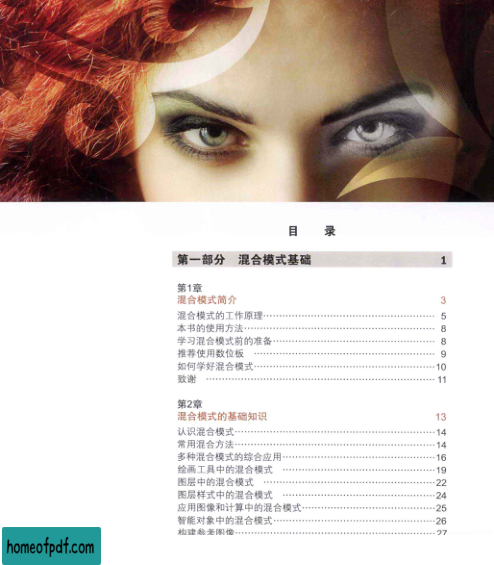 目 录
第一部分 混合模式基础 1
第1章
混合模式简介 3
混合模式的工作原理 5
本书的使用方法 8
学习混合模式前的准备 8
推荐使用数位板 9
如何学好混合模式 10
致谢 11
第2章
混合模式的基础知识 13
认识混合模式 14
常用混合方法 14
多种混合模式的综合应用 16
绘画工具中的混合模式 19
图层中的混合模式 22
图层样式中的混合模式 24
应用图像和计算中的混合模式 25
智能对象中的混合模式 26
构建参考图像 27
homeofpdf.com